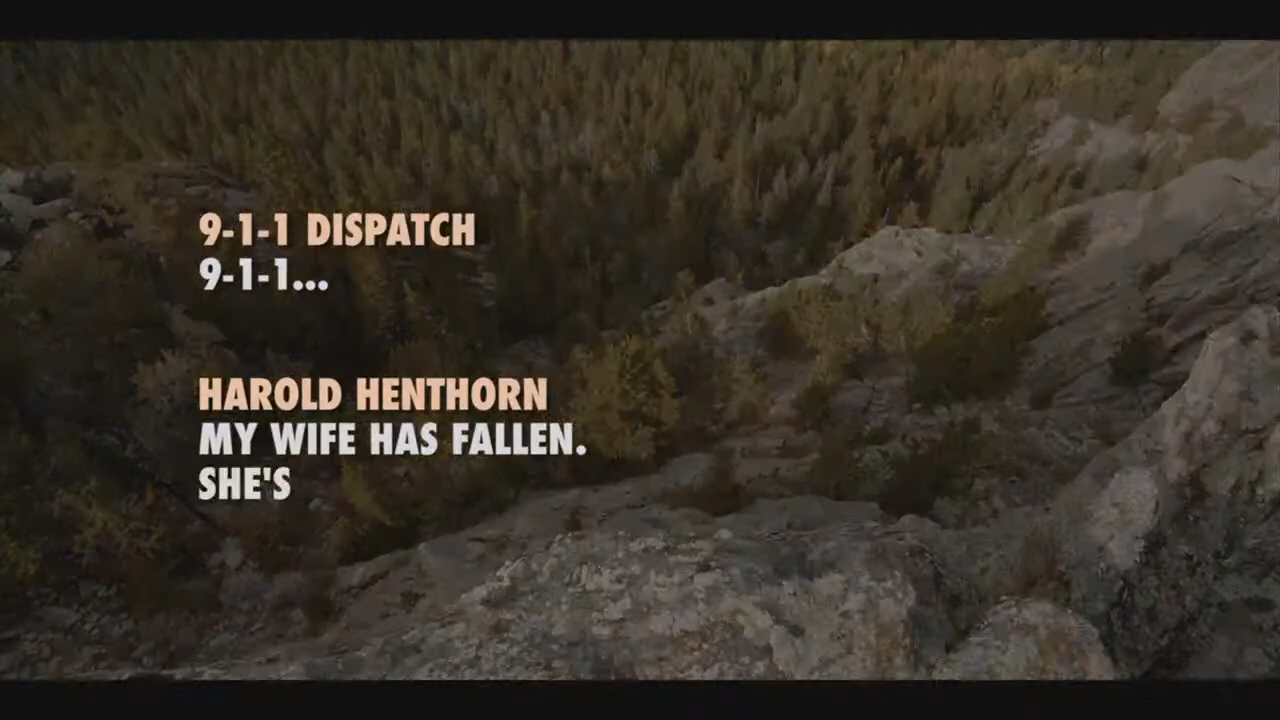 9-1-1 DISPATCH
9-1-1...
HAROLD HENTHORN
MY WIFE HAS FALLEN.
SHE'S